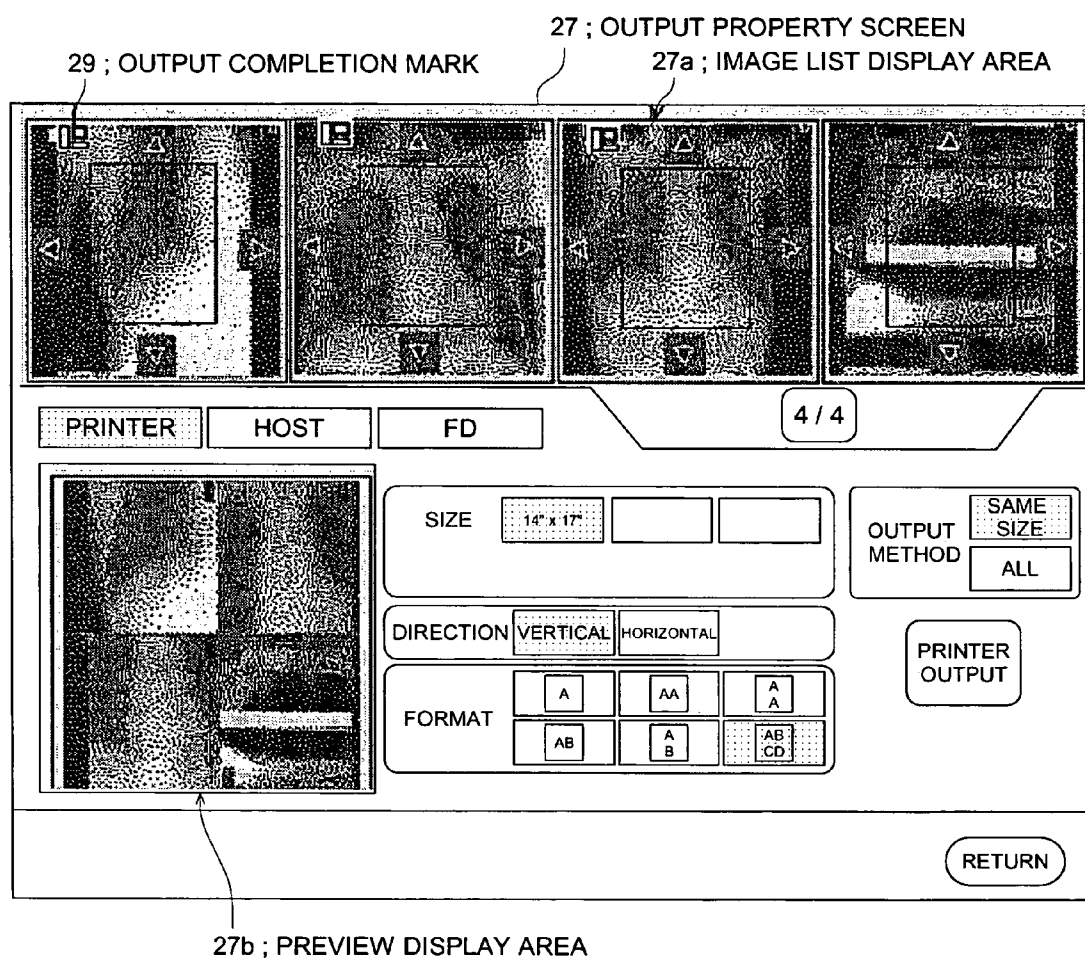 27 ; OUTPUT PROPERTY SCREEN
29 ; OUTPUT COMPLETION MARK
27a ; IMAGE LIST DISPLAY AREA
4 / 4
PRINTER
HOST
FD
SIZE
14" x 17"
OUTPUT METHOD
SAME SIZE
ALL
DIRECTION
VERTICAL
HORIZONTAL
PRINTER OUTPUT
FORMAT
A
AA
A
A
AB
A
B
AB
CD
RETURN
27b ; PREVIEW DISPLAY AREA